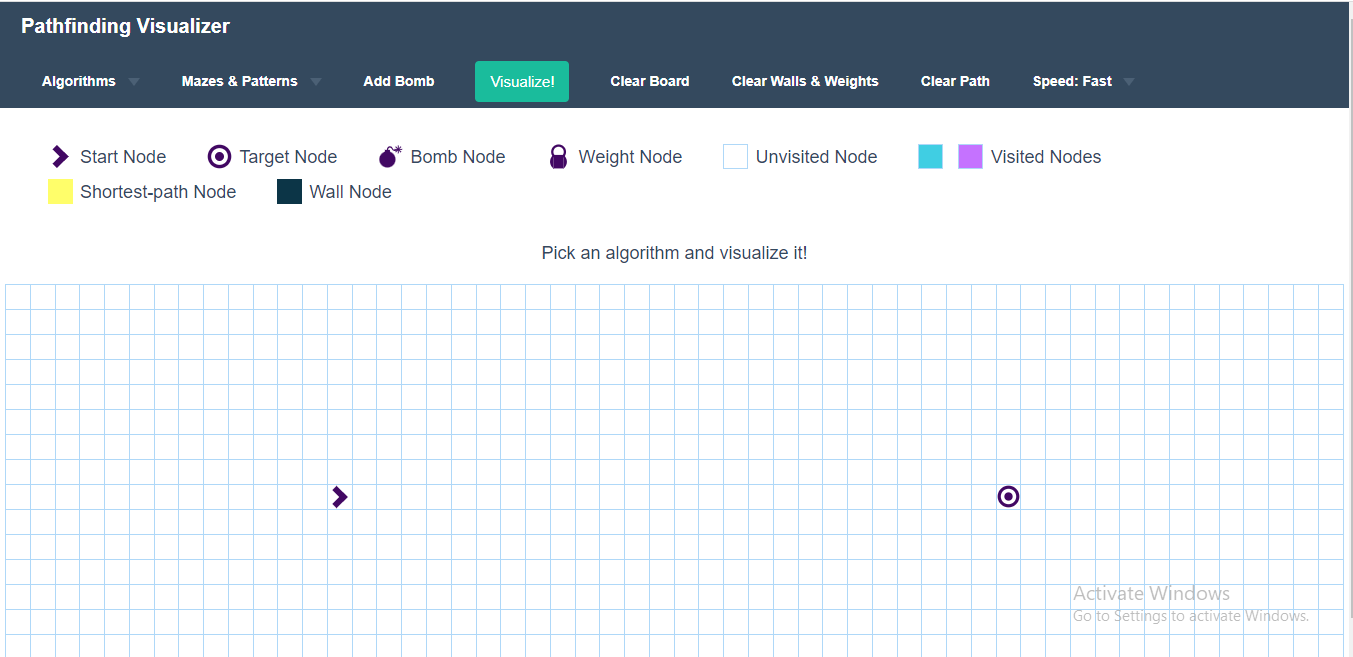 Pathfinding Visualizer
Algorithms Mazes & Patterns Add Bomb Visualize! Clear Board Clear Walls & Weights Clear Path Speed: Fast
Start Node Target Node Bomb Node Weight Node Unvisited Node Visited Nodes
Shortest-path Node Wall Node
Pick an algorithm and visualize it!
Activate Windows
Go to Settings to activate Windows.